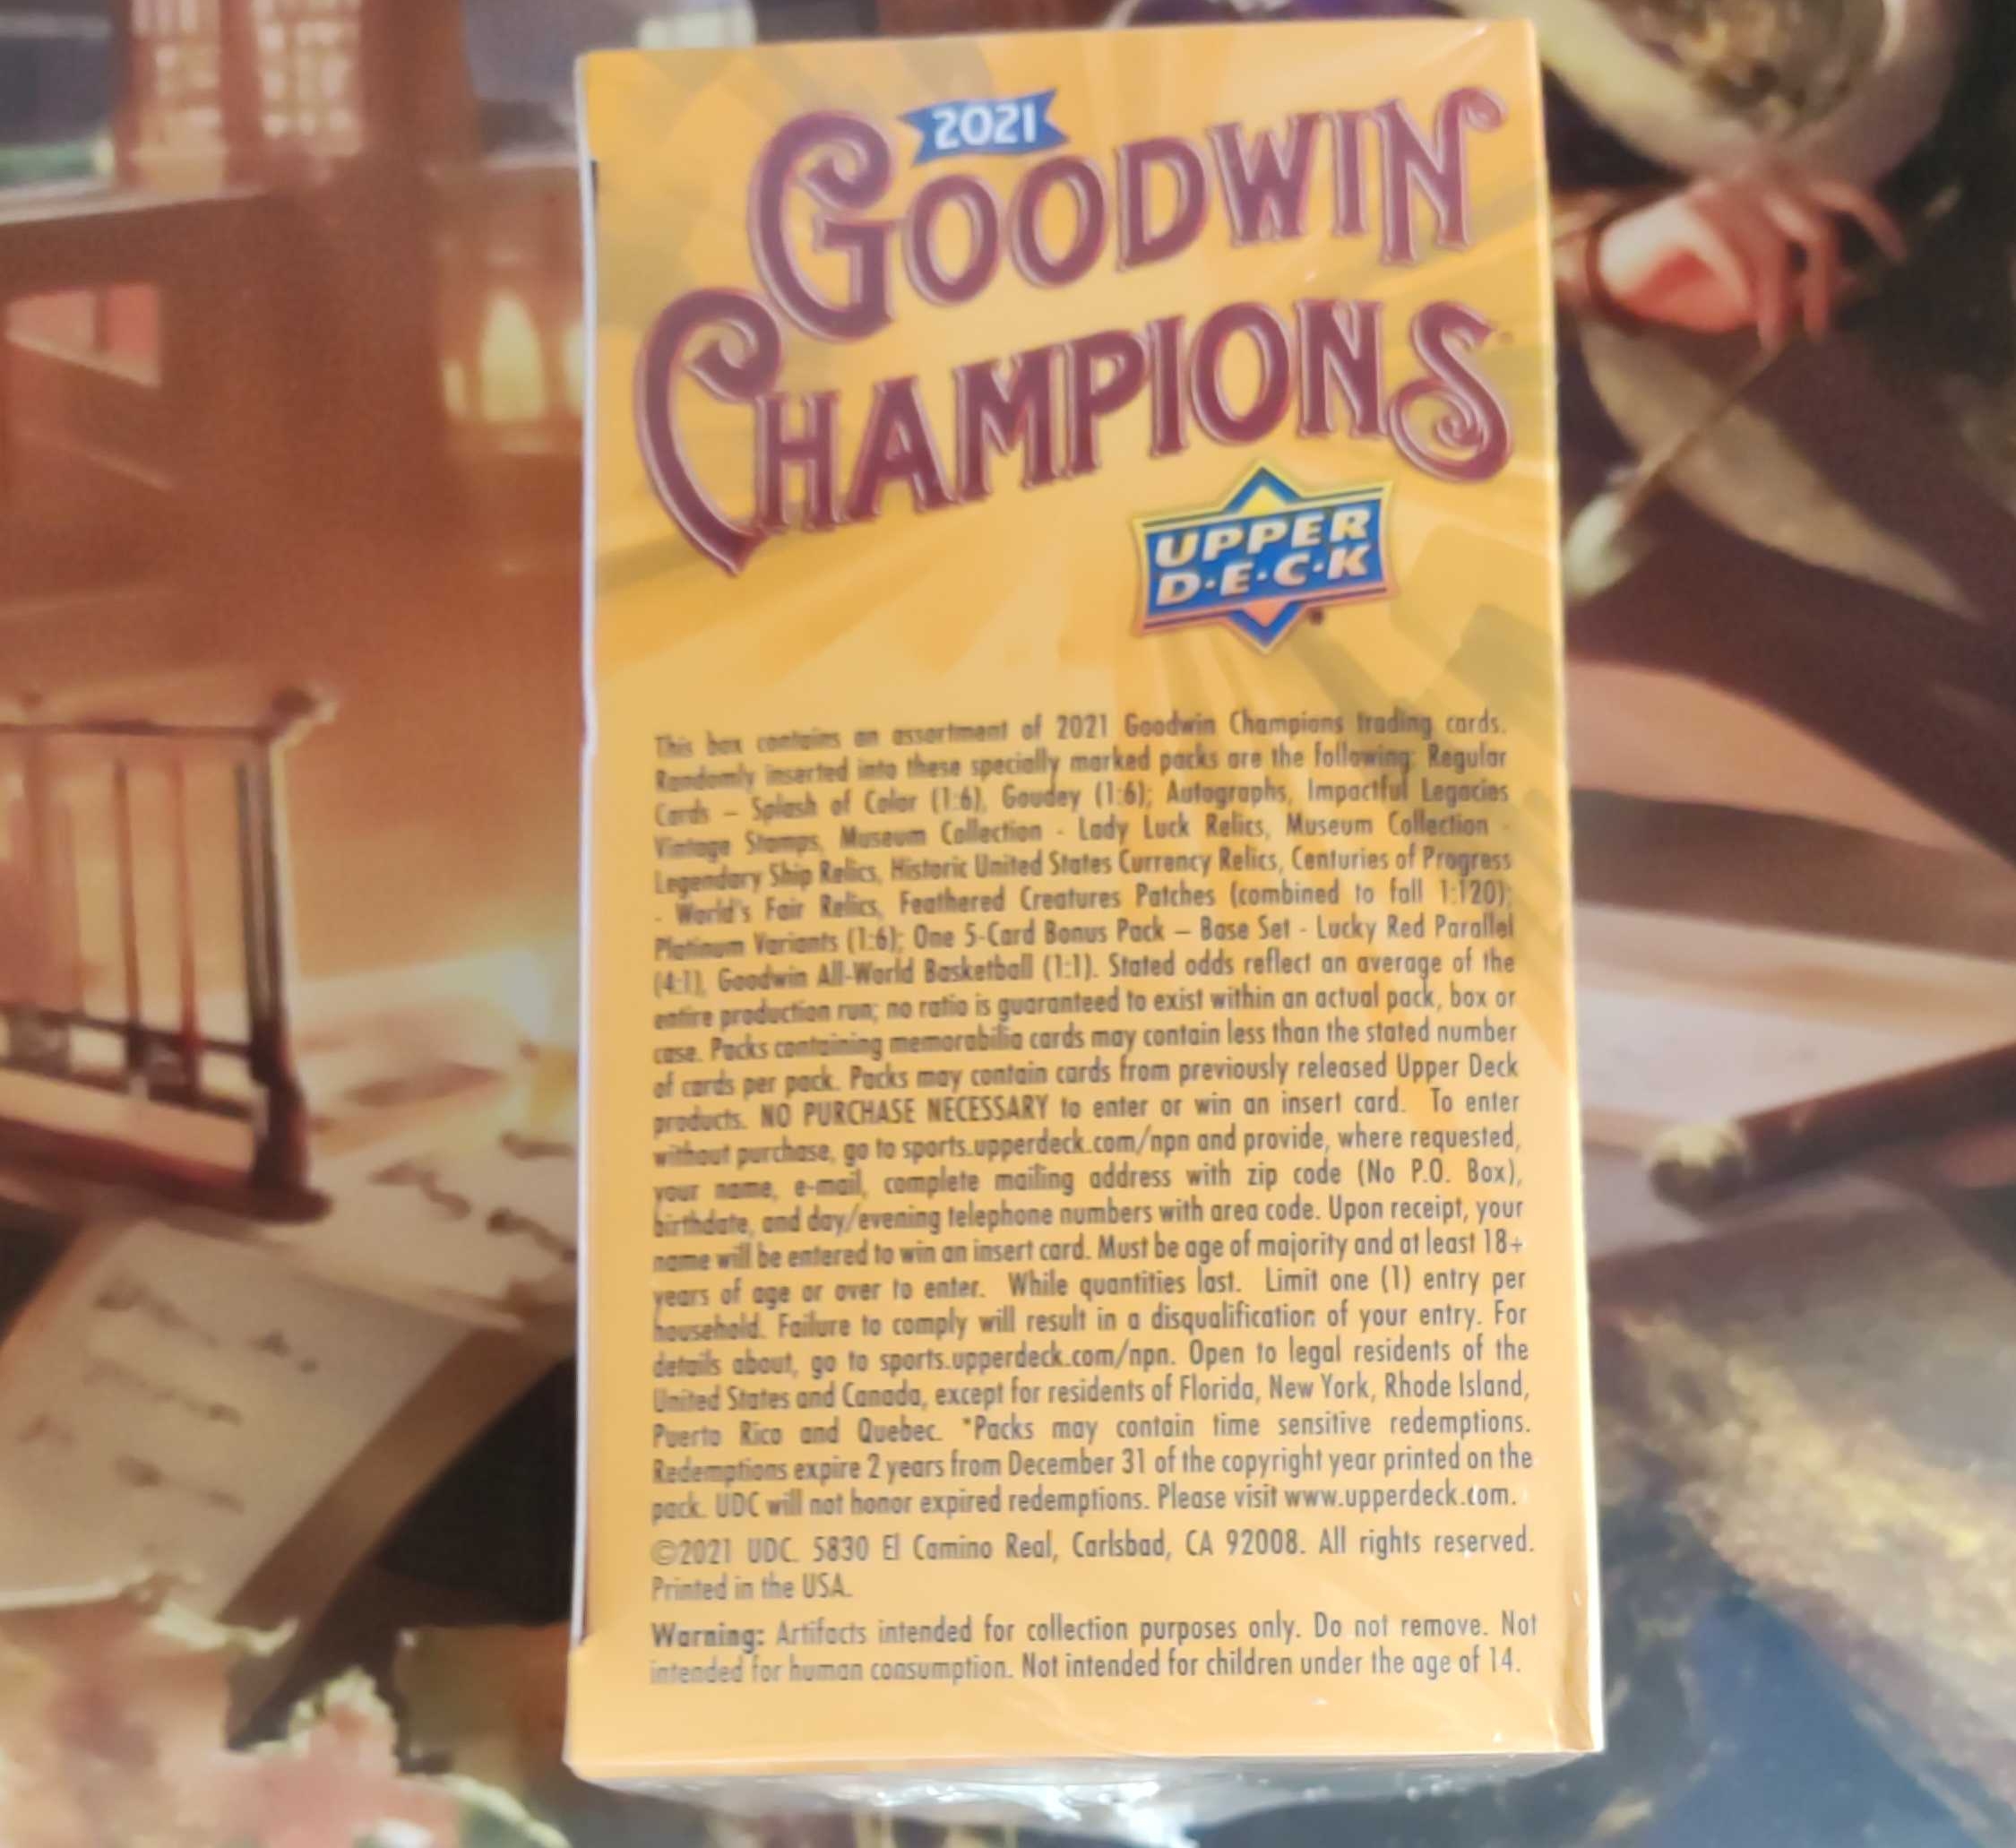 2021
GOODWIN
CHAMPIONS
UPPER
D·E·C·K
This box contains an assortment of 2021 Goodwin Champions trading cards.
Randomly inserted into these specially marked packs are the following: Regular
Cards – Splash of Color (1:6), Goudey (1:6); Autographs, Impactful Legacies
Vintage Stamps, Museum Collection - Lady Luck Relics, Museum Collection -
Legendary Ship Relics, Historic United States Currency Relics, Centuries of Progress
- World's Fair Relics, Feathered Creatures Patches (combined to fall 1:120);
Platinum Variants (1:6); One 5-Card Bonus Pack – Base Set - Lucky Red Parallel
(4:1), Goodwin All-World Basketball (1:1). Stated odds reflect an average of the
entire production run; no ratio is guaranteed to exist within an actual pack, box or
case. Packs containing memorabilia cards may contain less than the stated number
of cards per pack. Packs may contain cards from previously released Upper Deck
products. NO PURCHASE NECESSARY to enter or win an insert card. To enter
without purchase, go to sports.upperdeck.com/npn and provide, where requested,
your name, e-mail, complete mailing address with zip code (No P.O. Box),
birthdate, and day/evening telephone numbers with area code. Upon receipt, your
name will be entered to win an insert card. Must be age of majority and at least 18+
years of age or over to enter. While quantities last. Limit one (1) entry per
household. Failure to comply will result in a disqualification of your entry. For
details about, go to sports.upperdeck.com/npn. Open to legal residents of the
United States and Canada, except for residents of Florida, New York, Rhode Island,
Puerto Rico and Quebec. *Packs may contain time sensitive redemptions.
Redemptions expire 2 years from December 31 of the copyright year printed on the
pack. UDC will not honor expired redemptions. Please visit www.upperdeck.com.
©2021 UDC. 5830 El Camino Real, Carlsbad, CA 92008. All rights reserved.
Printed in the USA.
Warning: Artifacts intended for collection purposes only. Do not remove. Not
intended for human consumption. Not intended for children under the age of 14.